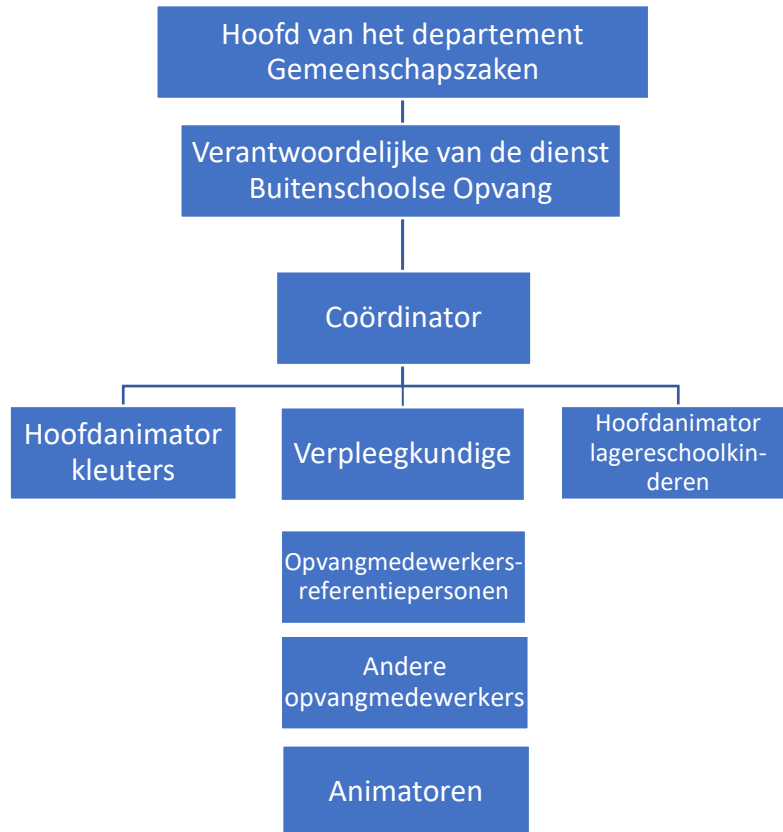 Hoofd van het departement
Gemeenschapszaken
Verantwoordelijke van de dienst
Buitenschoolse Opvang
Coördinator
Hoofdanimator
kleuters
Verpleegkundige
Hoofdanimator
lagereschoolkin-
deren
Opvangmedewerkers-
referentiepersonen
Andere
opvangmedewerkers
Animatoren